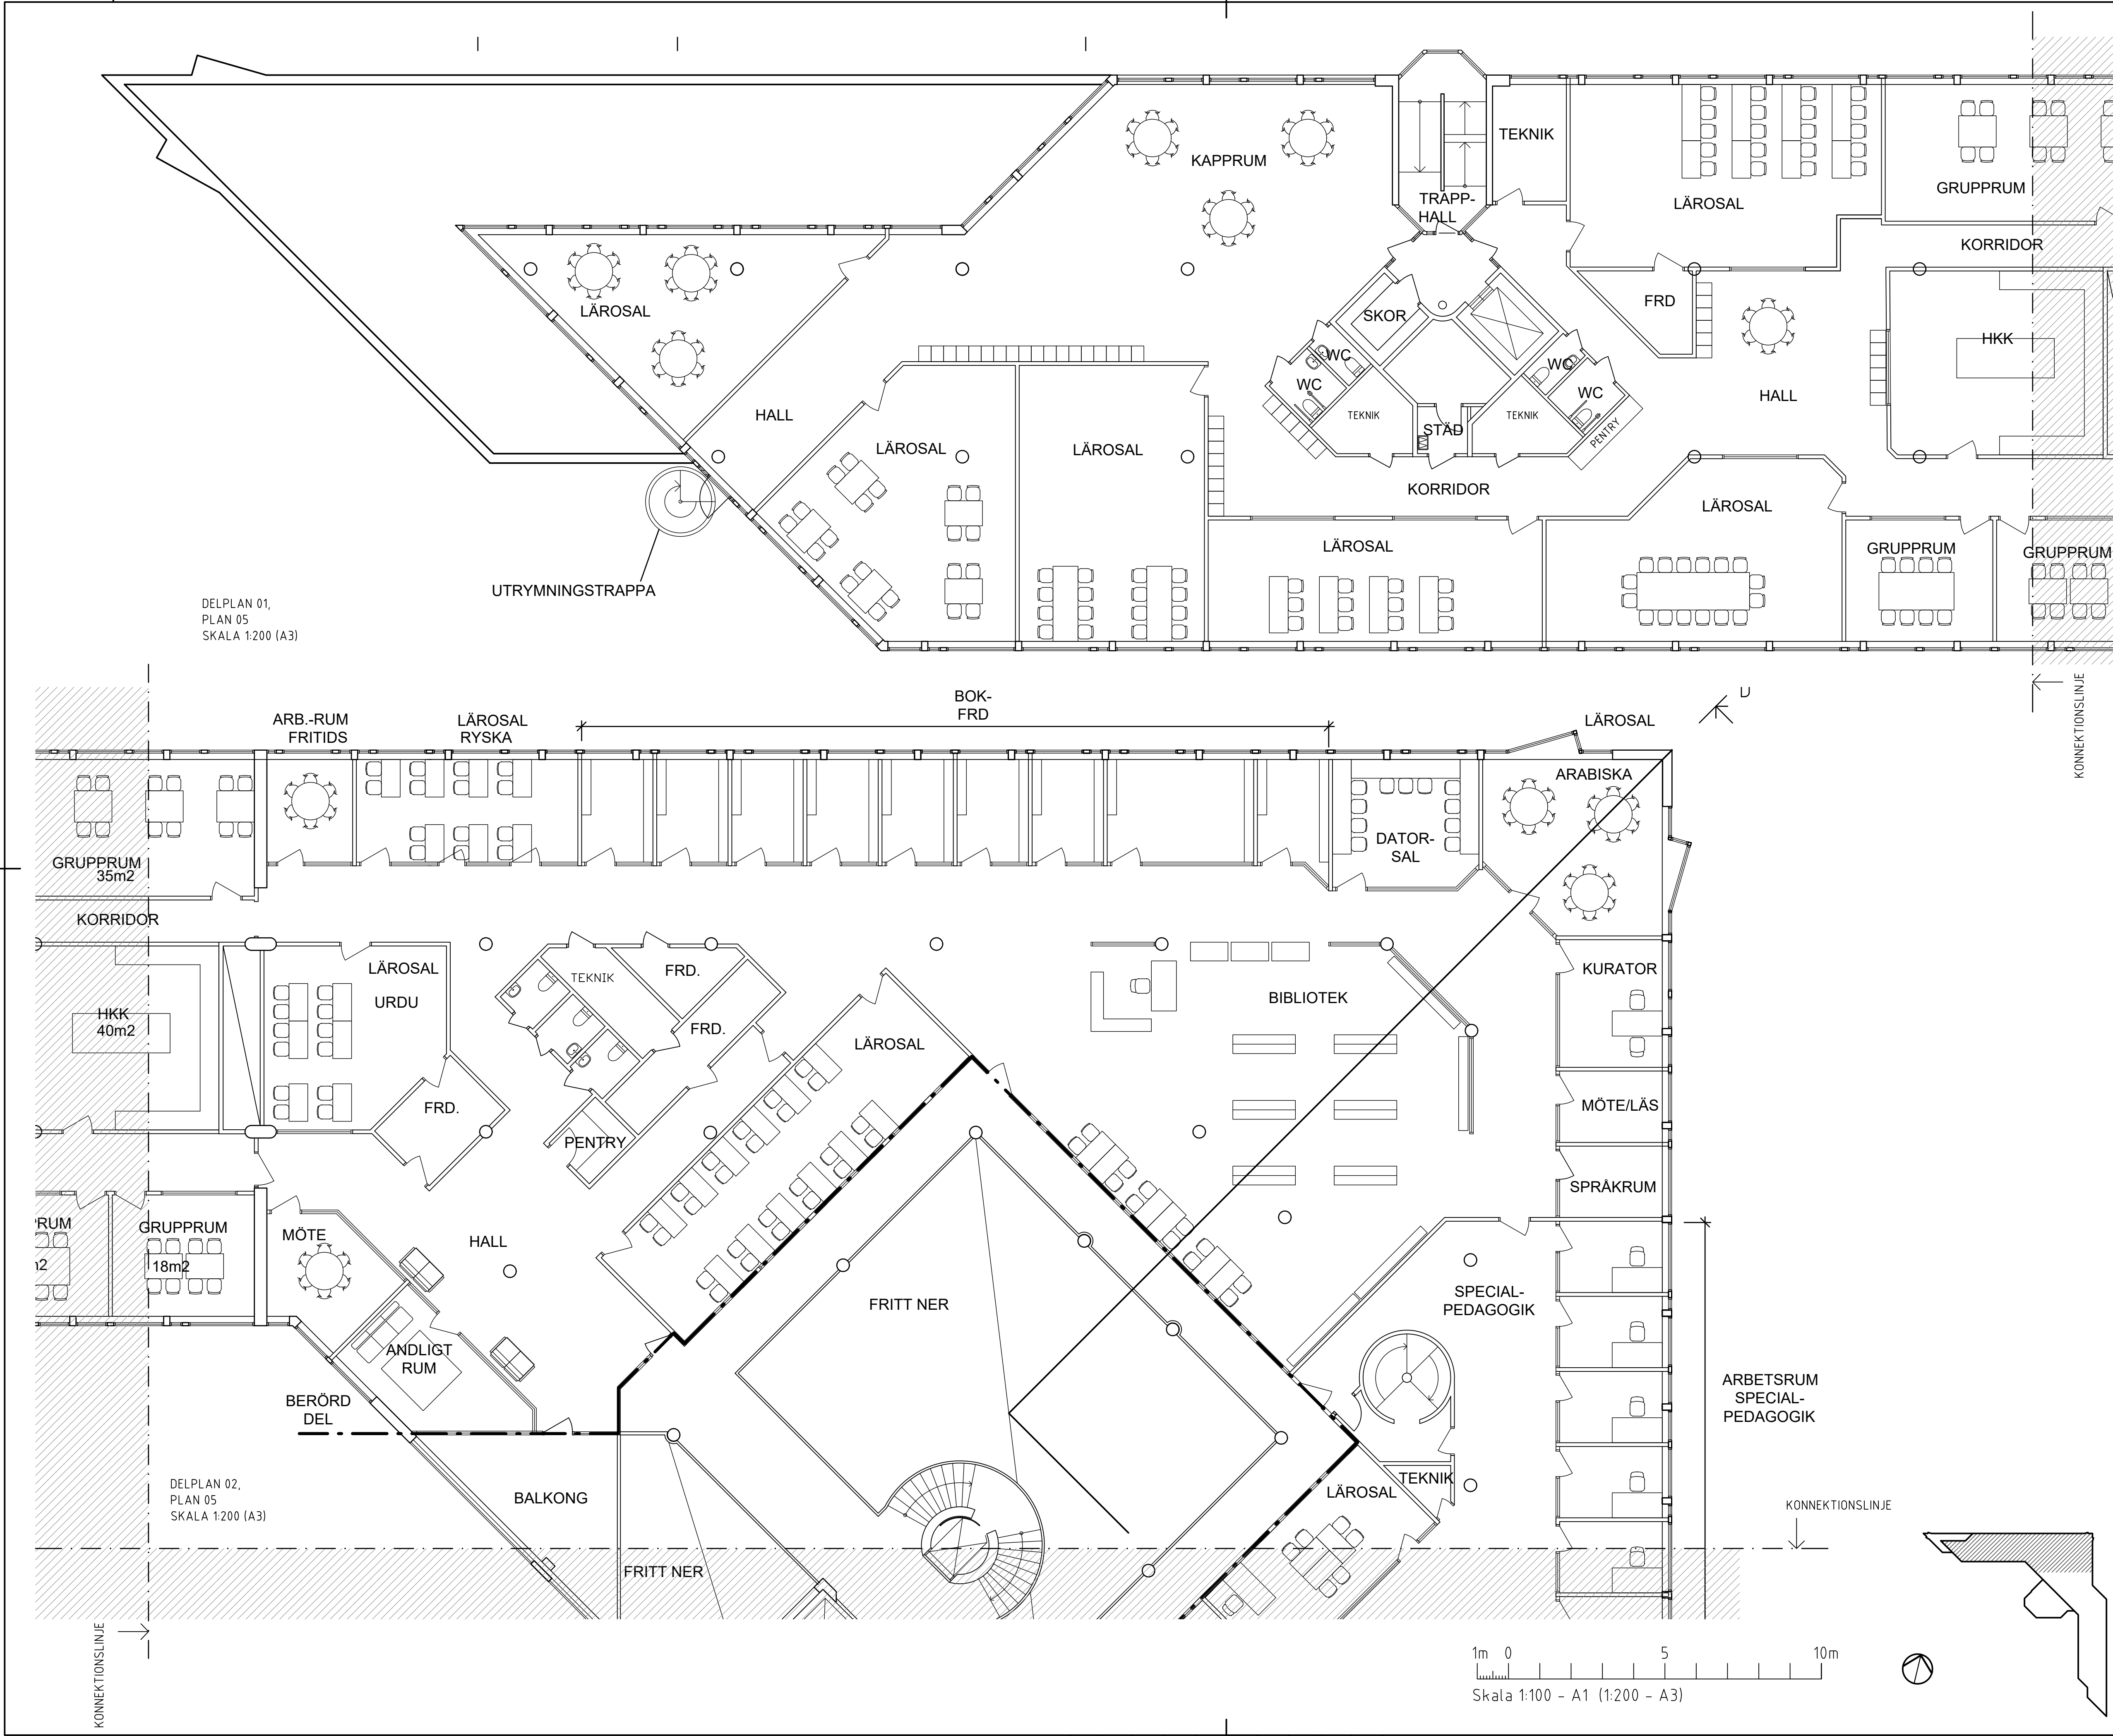 KAPPRUM
TRAPP-
HALL
TEKNIK
LÄROSAL
GRUPPRUM
KORRIDOR
LÄROSAL
SKOR
FRD
HKK
WC
WC
WC
WC
HALL
HALL
TEKNIK
STÄD
TEKNIK
PENTRY
LÄROSAL
LÄROSAL
KORRIDOR
LÄROSAL
LÄROSAL
GRUPPRUM
GRUPPRUM
UTRYMNINGSTRAPPA
DELPLAN 01,
PLAN 05
SKALA 1:200 (A3)
KONNEKTIONSLINJE
ARB.-RUM
FRITIDS
LÄROSAL
RYSKA
BOK-
FRD
LÄROSAL
ARABISKA
DATOR-
SAL
GRUPPRUM
35m2
KORRIDOR
LÄROSAL
URDU
TEKNIK
FRD.
FRD.
LÄROSAL
BIBLIOTEK
KURATOR
HKK
40m2
FRD.
PENTRY
MÖTE/LÄS
SPRÅKRUM
GRUPPRUM
18m2
MÖTE
HALL
FRITT NER
SPECIAL-
PEDAGOGIK
ANDLIGT
RUM
BERÖRD
DEL
ARBETSRUM
SPECIAL-
PEDAGOGIK
BALKONG
LÄROSAL
TEKNIK
DELPLAN 02,
PLAN 05
SKALA 1:200 (A3)
KONNEKTIONSLINJE
FRITT NER
KONNEKTIONSLINJE
1m 0 5 10m
Skala 1:100 - A1 (1:200 - A3)